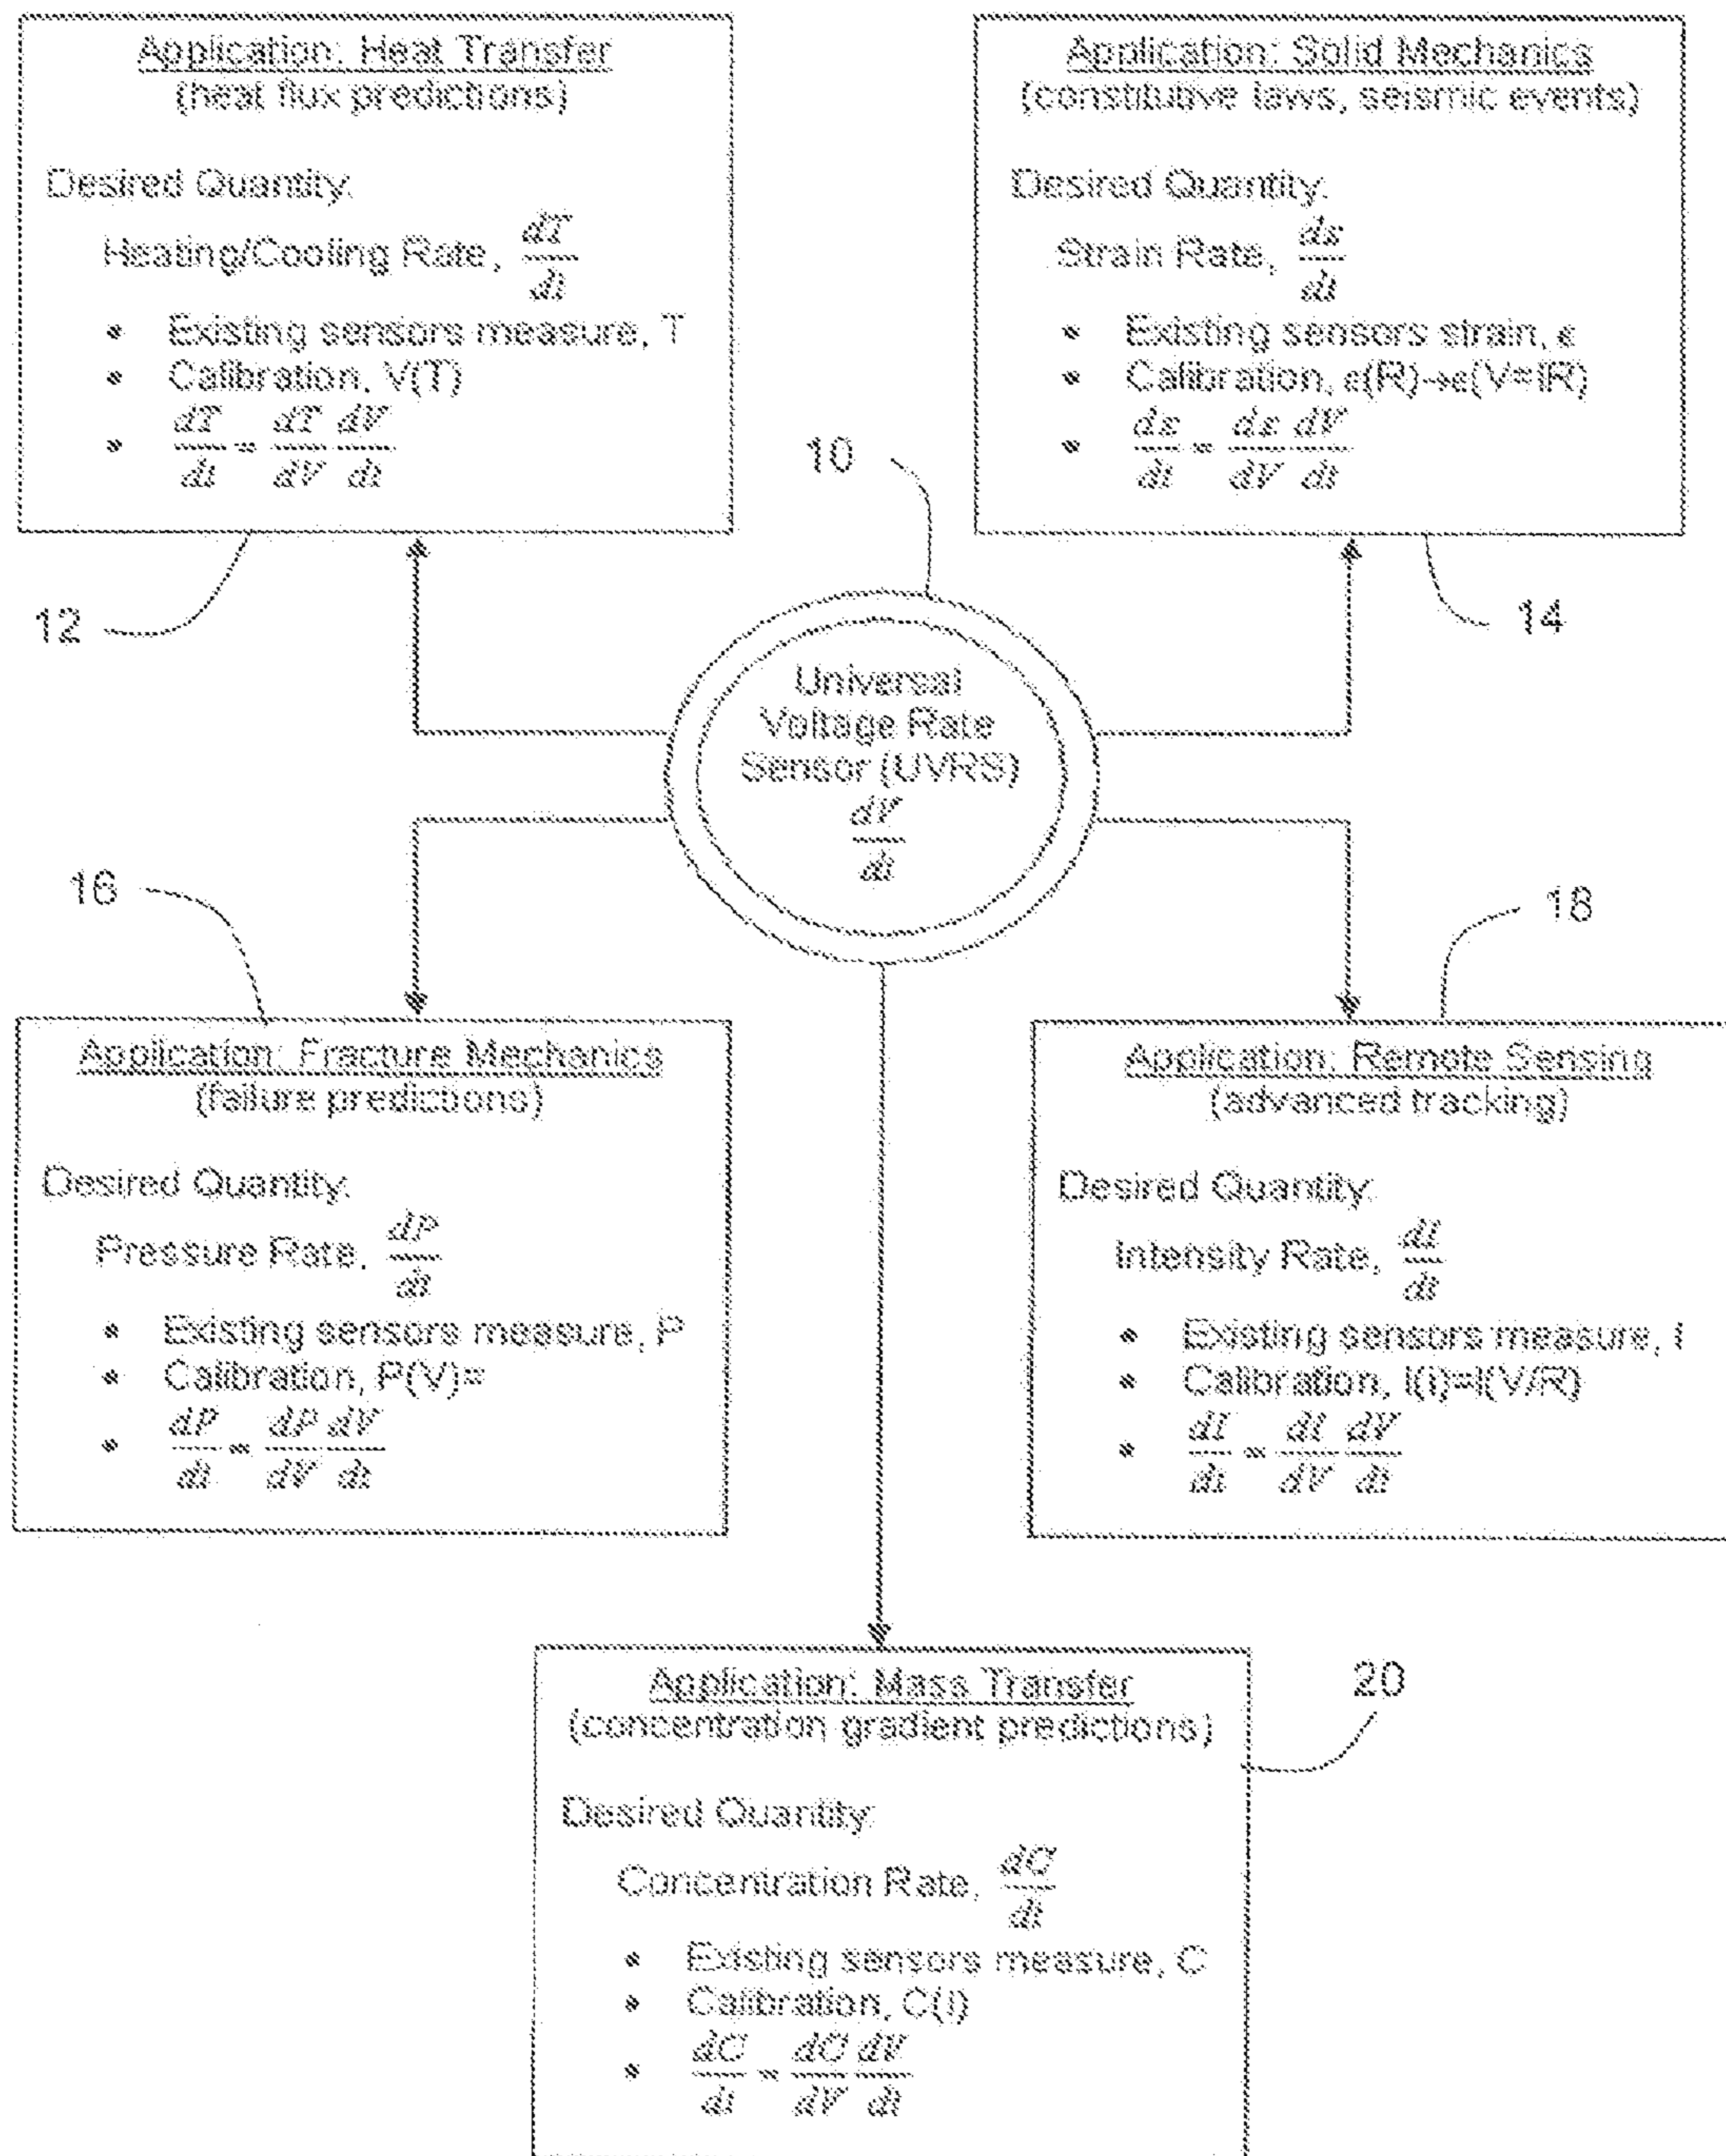 Application: Heat Transfer
(heat flux predictions)
Desired Quantity:
Heating/Cooling Rate, dT/dt
• Existing sensors measure, T
• Calibration, V(T)
• dT/dt = dT/dV dV/dt
12
Application: Solid Mechanics
(constitutive laws, seismic events)
Desired Quantity:
Strain Rate, dε/dt
• Existing sensors strain, ε
• Calibration, ε(R)→ε(V=IR)
• dε/dt = dε/dV dV/dt
14
10
Universal
Voltage Rate
Sensor (UVRS)
dV/dt
16
Application: Fracture Mechanics
(failure predictions)
Desired Quantity:
Pressure Rate, dP/dt
• Existing sensors measure, P
• Calibration, P(V)=
• dP/dt = dP/dV dV/dt
18
Application: Remote Sensing
(advanced tracking)
Desired Quantity:
Intensity Rate, dI/dt
• Existing sensors measure, I
• Calibration, I(i)=I(V/R)
• dI/dt = dI/dV dV/dt
20
Application: Mass Transfer
(concentration gradient predictions)
Desired Quantity:
Concentration Rate, dC/dt
• Existing sensors measure, C
• Calibration, C(I)
• dC/dt = dC/dV dV/dt